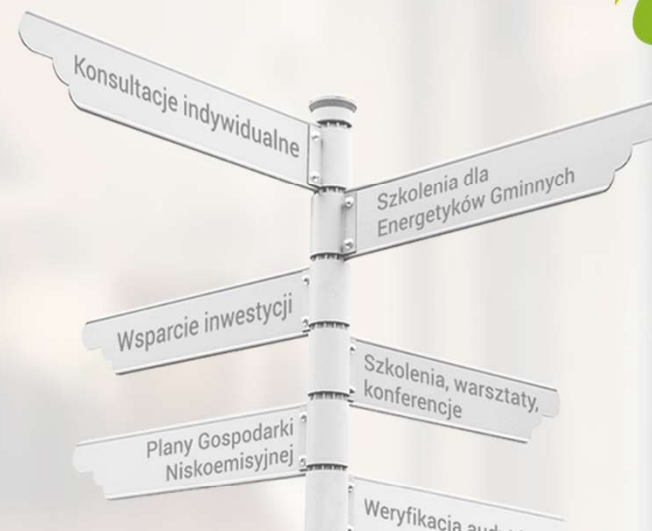 Konsultacje indywidualne
Szkolenia dla
Energetyków Gminnych
Wsparcie inwestycji
Szkolenia, warsztaty,
konferencje
Plany Gospodarki
Niskoemisyjnej
Weryfikacja